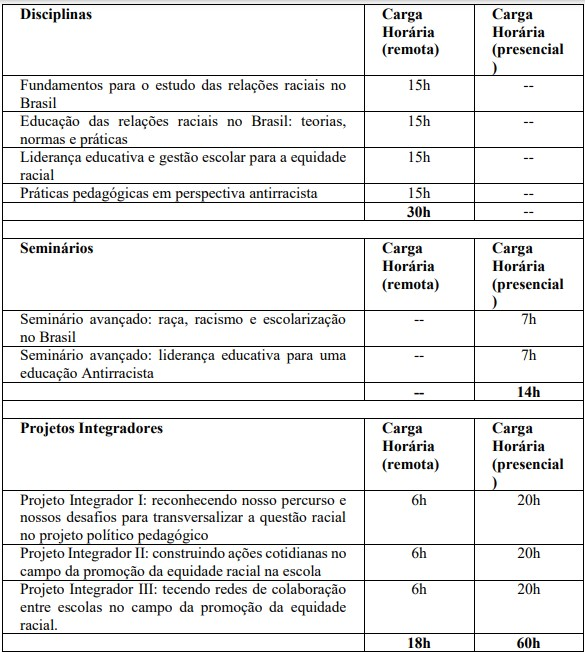 Disciplinas Carga Carga
Horária Horária
(remota) (presencial
)
Fundamentos para o estudo das relações raciais no 15h --
Brasil
Educação das relações raciais no Brasil: teorias, 15h --
normas e práticas
Liderança educativa e gestão escolar para a equidade 15h --
racial
Práticas pedagógicas em perspectiva antirracista 15h --
30h --
Seminários Carga Carga
Horária Horária
(remota) (presencial
)
Seminário avançado: raça, racismo e escolarização -- 7h
no Brasil
Seminário avançado: liderança educativa para uma -- 7h
educação Antirracista
-- 14h
Projetos Integradores Carga Carga
Horária Horária
(remota) (presencial
)
Projeto Integrador I: reconhecendo nosso percurso e 6h 20h
nossos desafios para transversalizar a questão racial
no projeto político pedagógico
Projeto Integrador II: construindo ações cotidianas no 6h 20h
campo da promoção da equidade racial na escola
Projeto Integrador III: tecendo redes de colaboração 6h 20h
entre escolas no campo da promoção da equidade
racial.
18h 60h